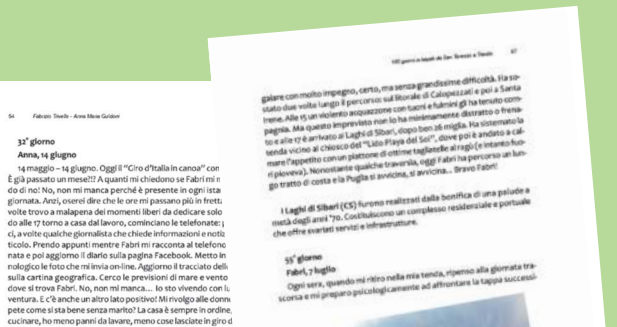 54 Fabrizio Tinelli - Anna Maria Guidoni
32° giorno
Anna, 14 giugno
14 maggio – 14 giugno. Oggi il "Giro d'Italia in canoa" con
È già passato un mese?!? A quanti mi chiedono se Fabri mi
do di no! No, non mi manca perché è presente in ogni ista
giornata. Anzi, oserei dire che le ore mi passano più in frett
volte trovo a malapena dei momenti liberi da dedicare solo
do alle 17 torno a casa dal lavoro, cominciano le telefonate:
ci, a volte qualche giornalista che chiede informazioni e notiz
ticolo. Prendo appunti mentre Fabri mi racconta al telefono
nata e poi aggiorno il diario sulla pagina Facebook. Metto in
nologico le foto che mi invia on-line. Aggiorno il tracciato dell
sulla cartina geografica. Cerco le previsioni di mare e vento
dove si trova Fabri. No, non mi manca... Io sto vivendo con lu
ventura. E c'è anche un altro lato positivo! Mi rivolgo alle donn
pete come si sta bene senza marito? La casa è sempre in ordine,
cucinare, ho meno panni da lavare, meno cose lasciate in giro d
67
galare con molto impegno, certo, ma senza grandissime difficoltà. Ha so-
stato due volte lungo il percorso: sul litorale di Calopezzati e poi a Santa
Irene. Alle 15 un violento acquazzone con tuoni e fulmini gli ha tenuto com-
pagnia. Ma questo imprevisto non lo ha minimamente distratto o frena-
to e alle 17 è arrivato ai Laghi di Sibari, dopo ben 26 miglia. Ha sistemato la
tenda vicino al chiosco del "Lido Playa del Sol", dove poi è andato a cal-
mare l'appetito con un piattone di ottime tagliatelle al ragù (e intanto fuo-
ri pioveva). Nonostante qualche traversia, oggi Fabri ha percorso un lun-
go tratto di costa e la Puglia si avvicina, si avvicina... Bravo Fabri!
I Laghi di Sibari (CS) furono realizzati dalla bonifica di una palude a
metà degli anni '70. Costituiscono un complesso residenziale e portuale
che offre svariati servizi e infrastrutture.
55° giorno
Fabri, 7 luglio
Ogni sera, quando mi ritiro nella mia tenda, ripenso alla giornata tra-
scorsa e mi preparo psicologicamente ad affrontare la tappa successi-